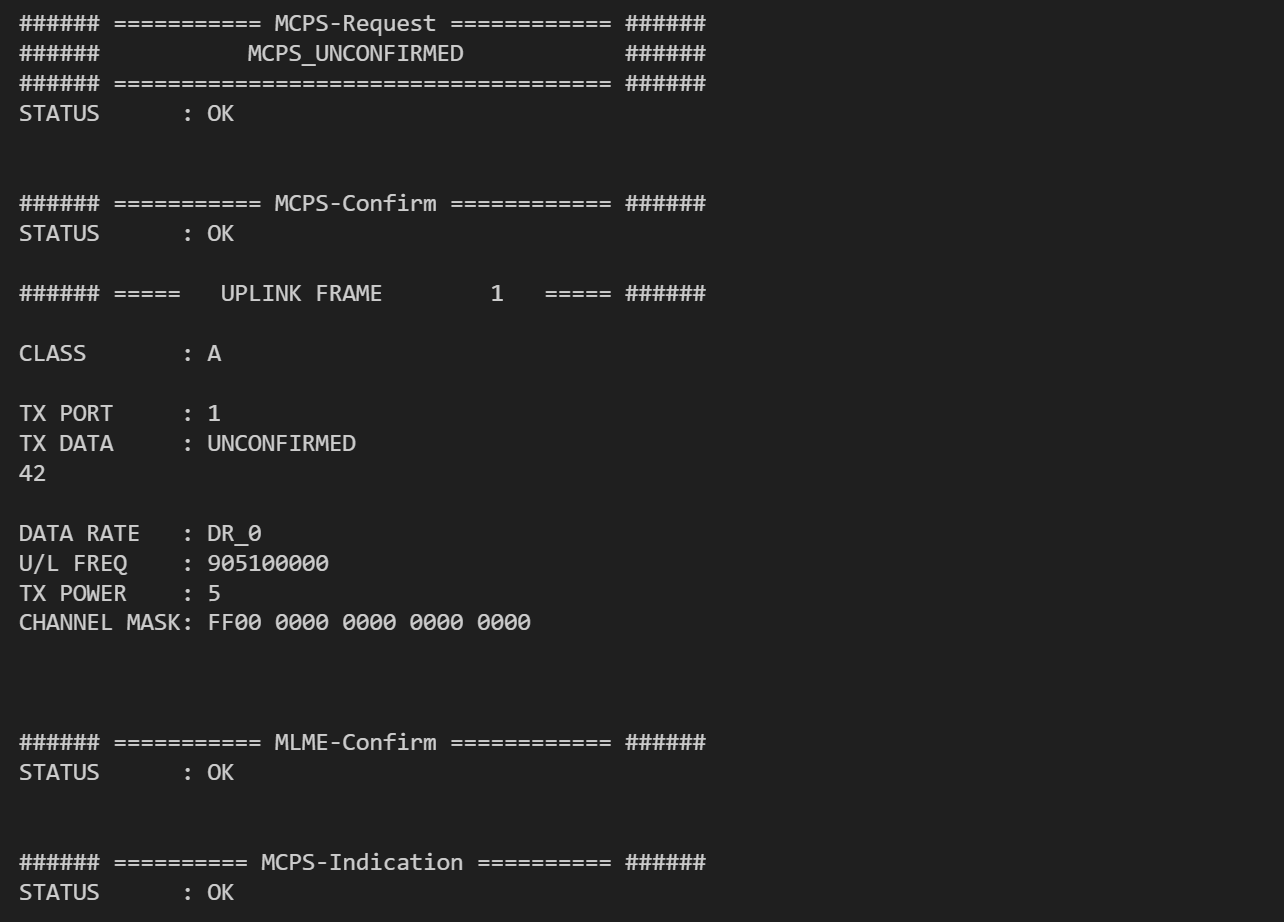 ###### =========== MCPS-Request ============ ######
######           MCPS_UNCONFIRMED            ######
###### ===================================== ######
STATUS      : OK
###### =========== MCPS-Confirm ============ ######
STATUS      : OK
###### =====   UPLINK FRAME        1   ===== ######
CLASS       : A
TX PORT     : 1
TX DATA     : UNCONFIRMED
42
DATA RATE   : DR_0
U/L FREQ    : 905100000
TX POWER    : 5
CHANNEL MASK: FF00 0000 0000 0000 0000
###### =========== MLME-Confirm ============ ######
STATUS      : OK
###### ========== MCPS-Indication ========== ######
STATUS      : OK